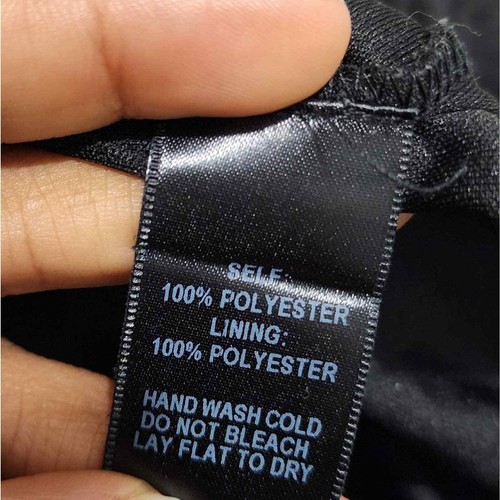 SELF:
100% POLYESTER
LINING:
100% POLYESTER
HAND WASH COLD
DO NOT BLEACH
LAY FLAT TO DRY